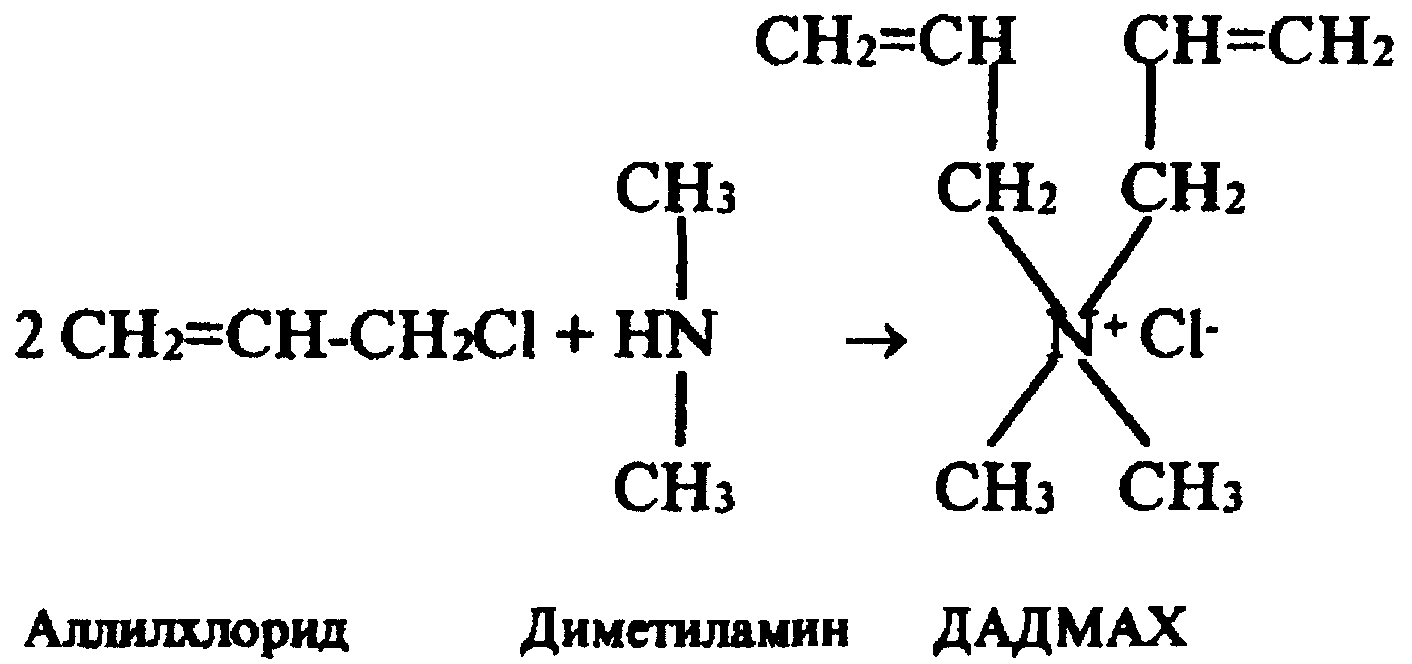 CH2=CH CH=CH2
CH3 CH2 CH2
2 CH2=CH-CH2Cl + HN → N+ Cl-
CH3 CH3 CH3
Аллилхлорид Диметиламин ДАДМАХ